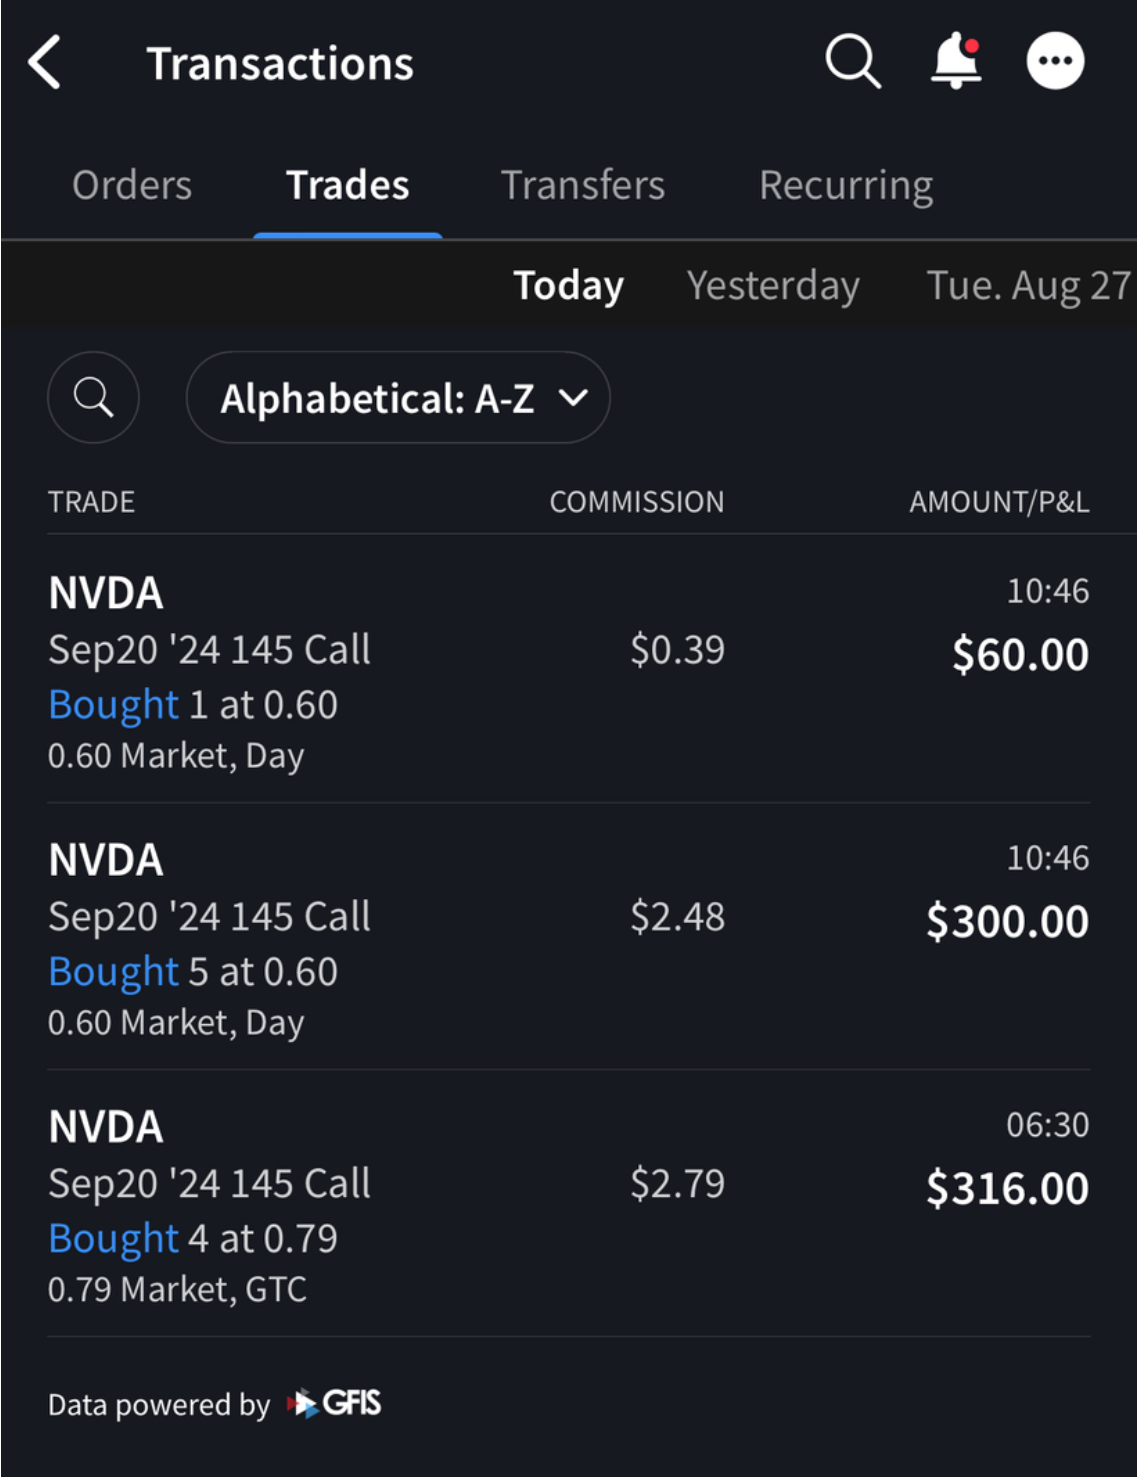 Transactions
Orders Trades Transfers Recurring
Today Yesterday Tue. Aug 27
Alphabetical: A-Z
TRADE COMMISSION AMOUNT/P&L
NVDA 10:46
Sep20 '24 145 Call $0.39 $60.00
Bought 1 at 0.60
0.60 Market, Day
NVDA 10:46
Sep20 '24 145 Call $2.48 $300.00
Bought 5 at 0.60
0.60 Market, Day
NVDA 06:30
Sep20 '24 145 Call $2.79 $316.00
Bought 4 at 0.79
0.79 Market, GTC
Data powered by GFIS